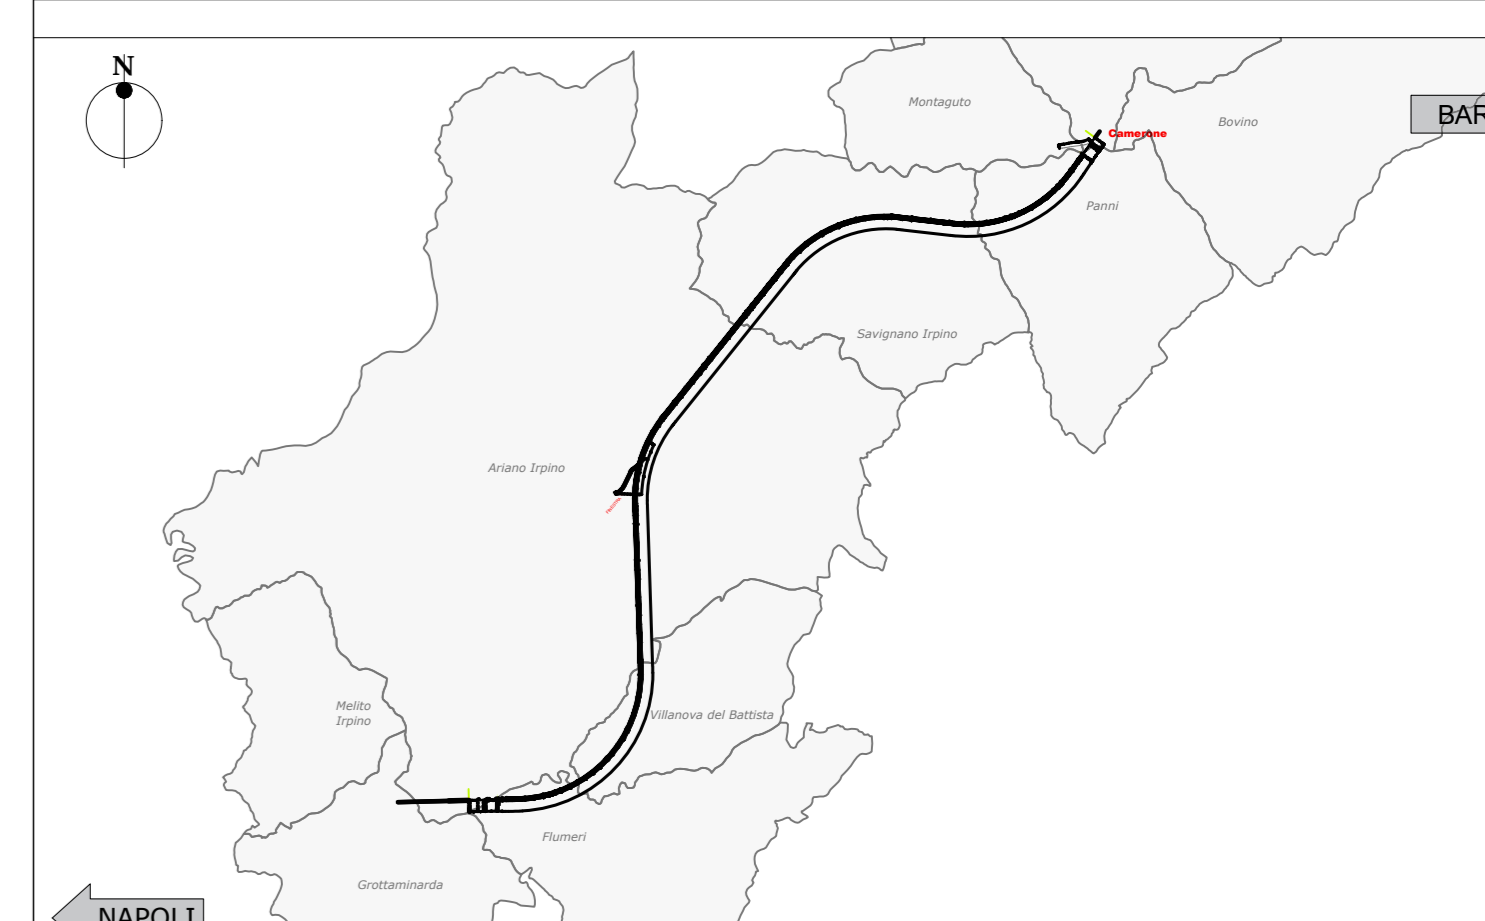 N
Montaguto
Bovino
BAR
Camerone
Panni
Savignano Irpino
Ariano Irpino
Melito
Irpino
Villanova del Battista
Flumeri
Grottaminarda
NAPOLI